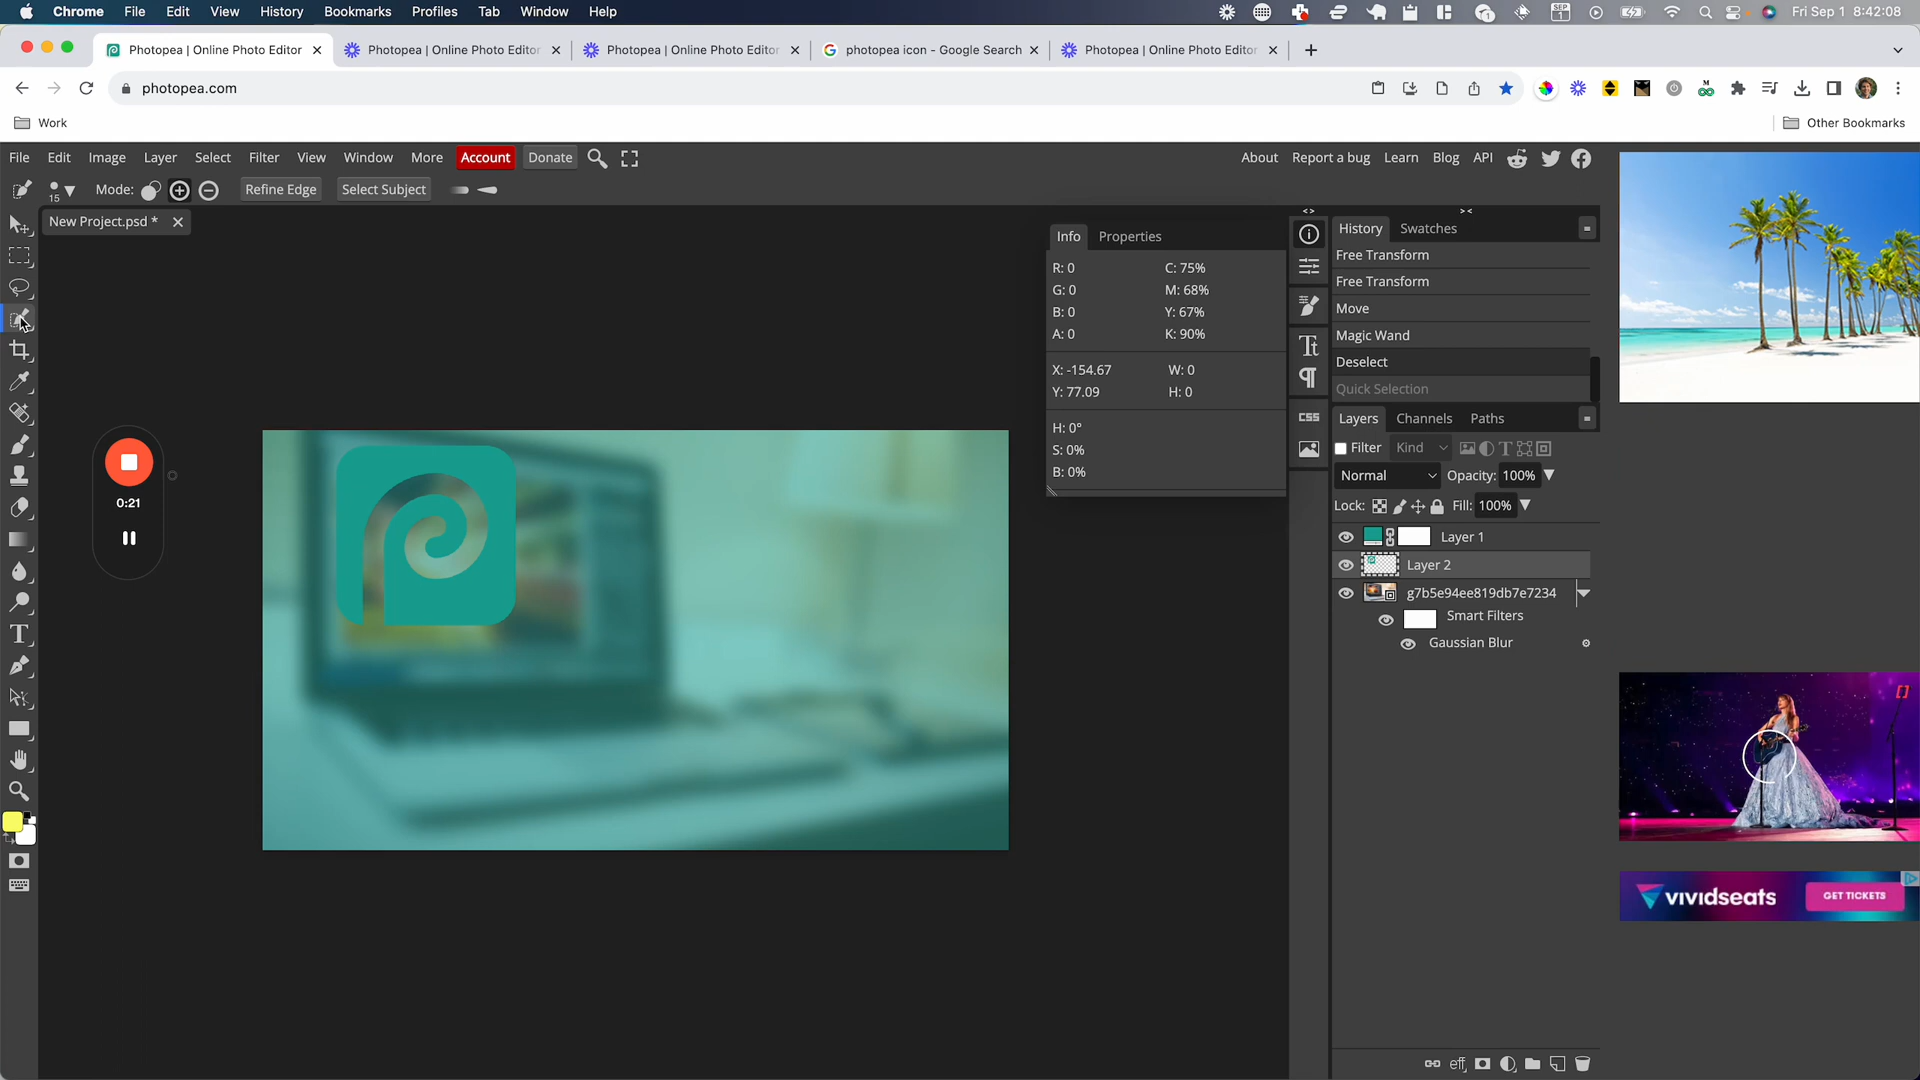 Chrome File Edit View History Bookmarks Profiles Tab Window Help
SEP 1
Fri Sep 1 8:42:08
Photopea | Online Photo Editor
Photopea | Online Photo Editor
Photopea | Online Photo Editor
photopea icon - Google Search
Photopea | Online Photo Editor
photopea.com
Work
Other Bookmarks
File Edit Image Layer Select Filter View Window More Account Donate
About Report a bug Learn Blog API
15
Mode:
Refine Edge
Select Subject
New Project.psd *
Info Properties
R: 0 C: 75%
G: 0 M: 68%
B: 0 Y: 67%
A: 0 K: 90%
X: -154.67 W: 0
Y: 77.09 H: 0
H: 0°
S: 0%
B: 0%
CSS
History Swatches
Free Transform
Free Transform
Move
Magic Wand
Deselect
Quick Selection
Layers Channels Paths
Filter Kind
Normal Opacity: 100%
Lock: Fill: 100%
Layer 1
Layer 2
g7b5e94ee819db7e7234
Smart Filters
Gaussian Blur
eff
0:21
vividseats
GET TICKETS